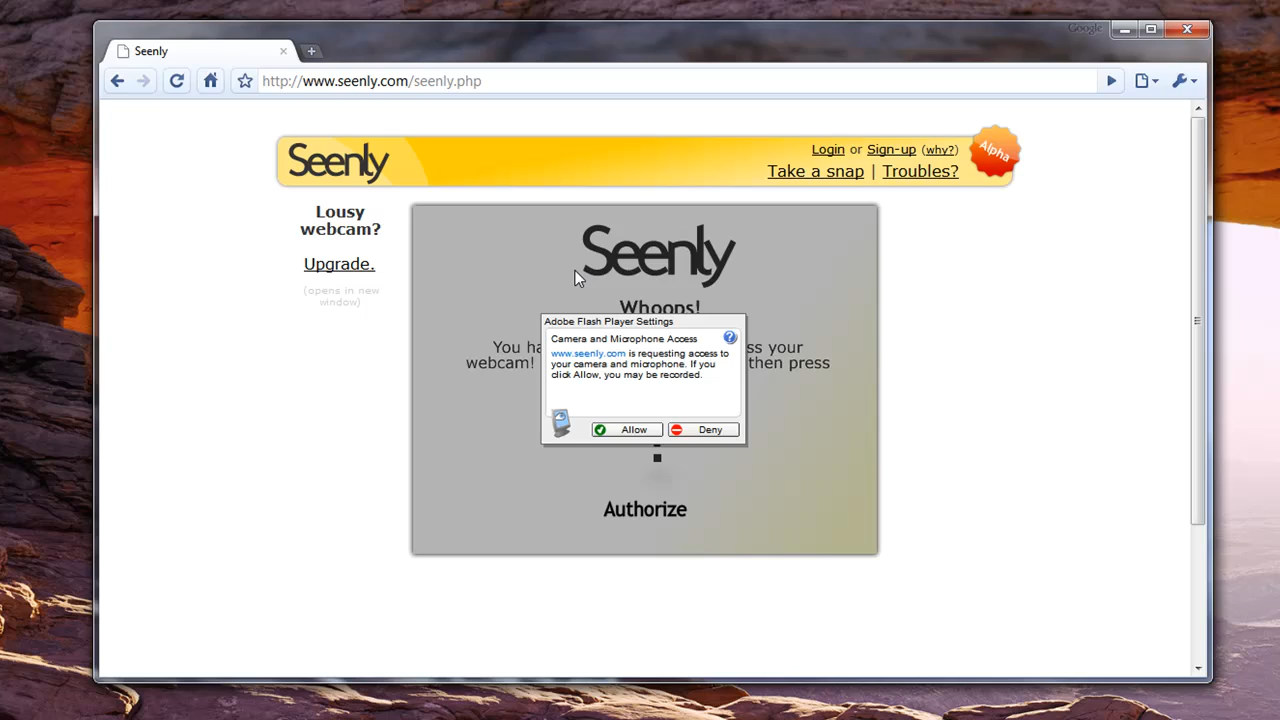 Google
Seenly
http://www.seenly.com/seenly.php
Seenly
Login or Sign-up (why?)
Take a snap | Troubles?
Alpha
Lousy
webcam?
Upgrade.
(opens in new
window)
Seenly
Whoops!
You ha ss your
webcam! then press
Adobe Flash Player Settings
Camera and Microphone Access
www.seenly.com is requesting access to
your camera and microphone. If you
click Allow, you may be recorded.
Allow
Deny
Authorize